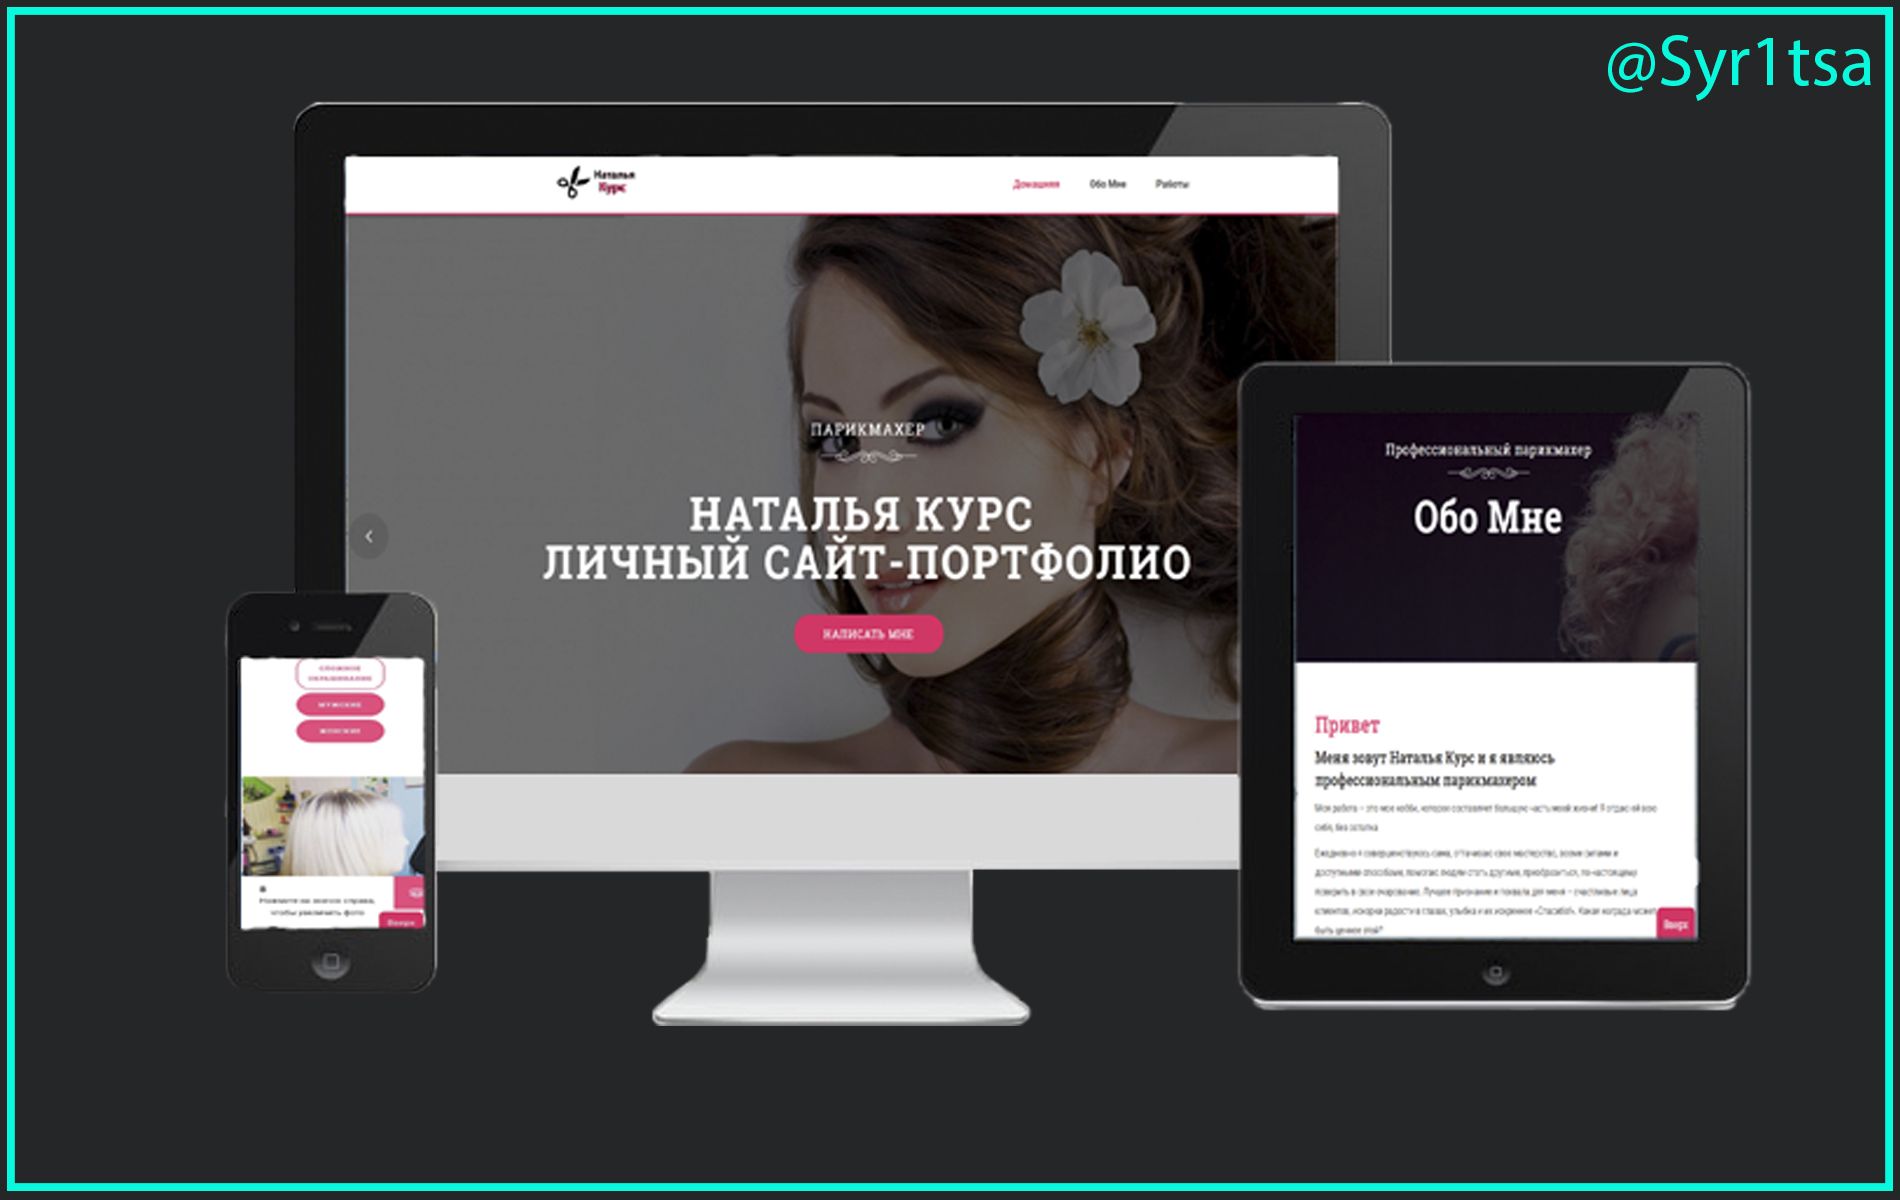 @Syr1tsa
Наталья
Курс
Домашняя Обо Мне Работы
ПАРИКМАХЕР
НАТАЛЬЯ КУРС
ЛИЧНЫЙ САЙТ-ПОРТФОЛИО
НАПИСАТЬ МНЕ
СЛОЖНОЕ
ОКРАШИВАНИЕ
МУЖСКИЕ
ЖЕНСКИЕ
Нажмите на значок справа,
чтобы увеличить фото
Вверх
Профессиональный парикмахер
Обо Мне
Привет
Меня зовут Наталья Курс и я являюсь
профессиональным парикмахером
Моя работа – это мое хобби, которое составляет большую часть моей жизни! Я отдаю ей всю
себя, без остатка
Ежедневно я совершенствуюсь сама, оттачиваю свое мастерство, всеми силами и
доступными способами, помогаю людям стать другими, преобразиться, по-настоящему
поверить в свое очарование. Лучшее признание и похвала для меня – счастливые лица
клиентов, искорки радости в глазах, улыбка и их искреннее «Спасибо!». Какая награда может
быть ценнее этой?
Вверх